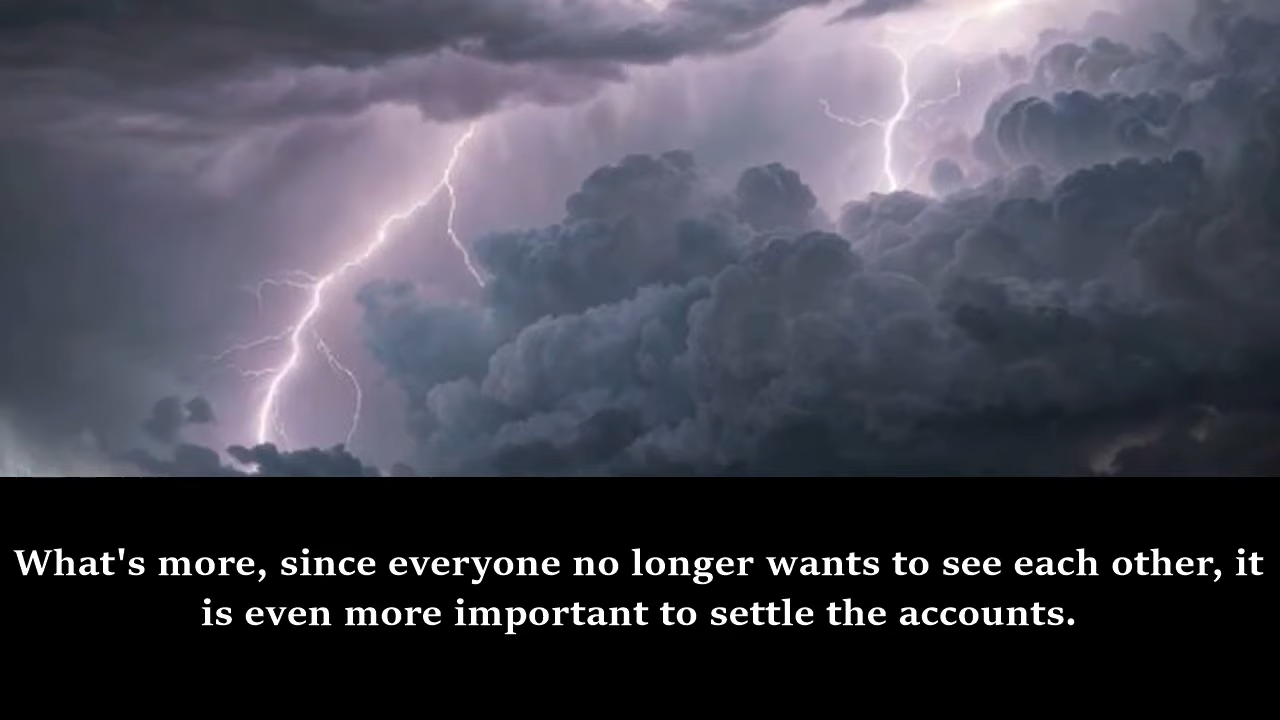 What's more, since everyone no longer wants to see each other, it
is even more important to settle the accounts.